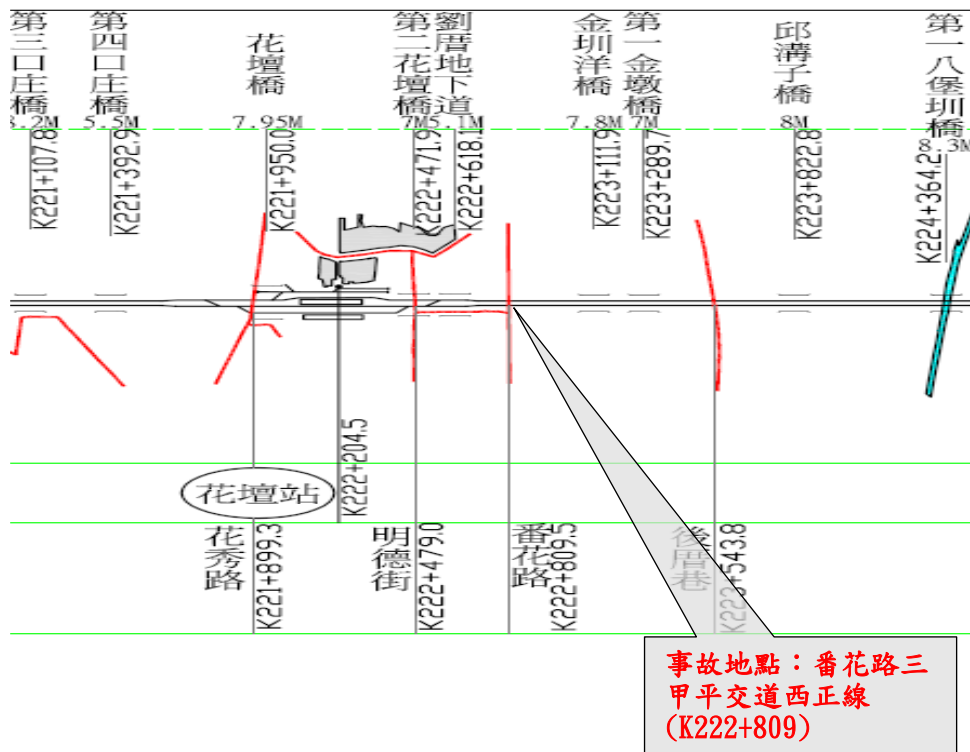 第三口庄橋
第四口庄橋
花壇橋
第二花壇橋
劉厝地下道
金圳洋橋
第一金墩橋
邱溝子橋
第一八堡圳橋
8.2M
5.5M
7.95M
7M
5.1M
7.8M
7M
8M
8.3M
K221+107.8
K221+392.9
K221+950.0
K222+471.9
K222+618.1
K223+111.9
K223+289.7
K223+822.8
K224+364.2
K222+204.5
花壇站
花秀路
K221+899.3
明德街
K222+479.0
番花路
K222+809.5
後厝巷
K223+543.8
事故地點：番花路三
甲平交道西正線
(K222+809)